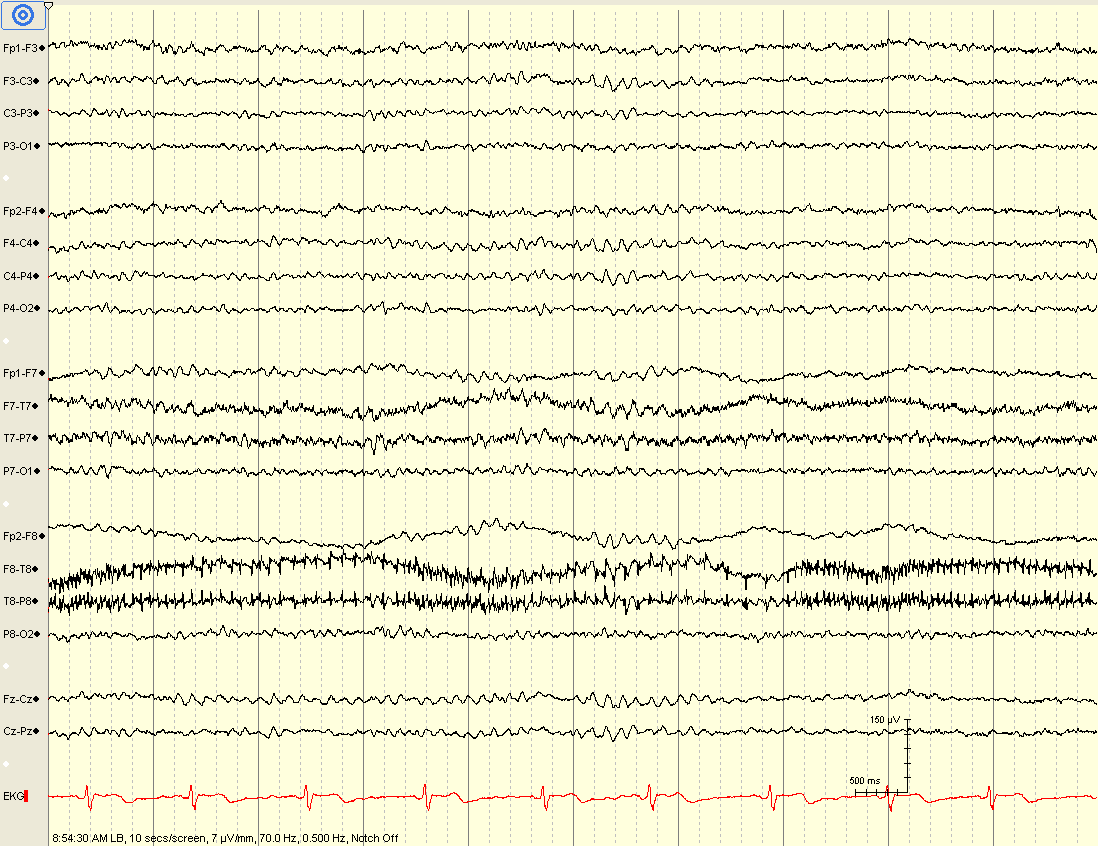 Fp1-F3
F3-C3
C3-P3
P3-O1
Fp2-F4
F4-C4
C4-P4
P4-O2
Fp1-F7
F7-T7
T7-P7
P7-O1
Fp2-F8
F8-T8
T8-P8
P8-O2
Fz-Cz
Cz-Pz
150 µV
500 ms
EKG
8:54:30 AM LB, 10 secs/screen, 7 µV/mm, 70.0 Hz, 0.500 Hz, Notch Off